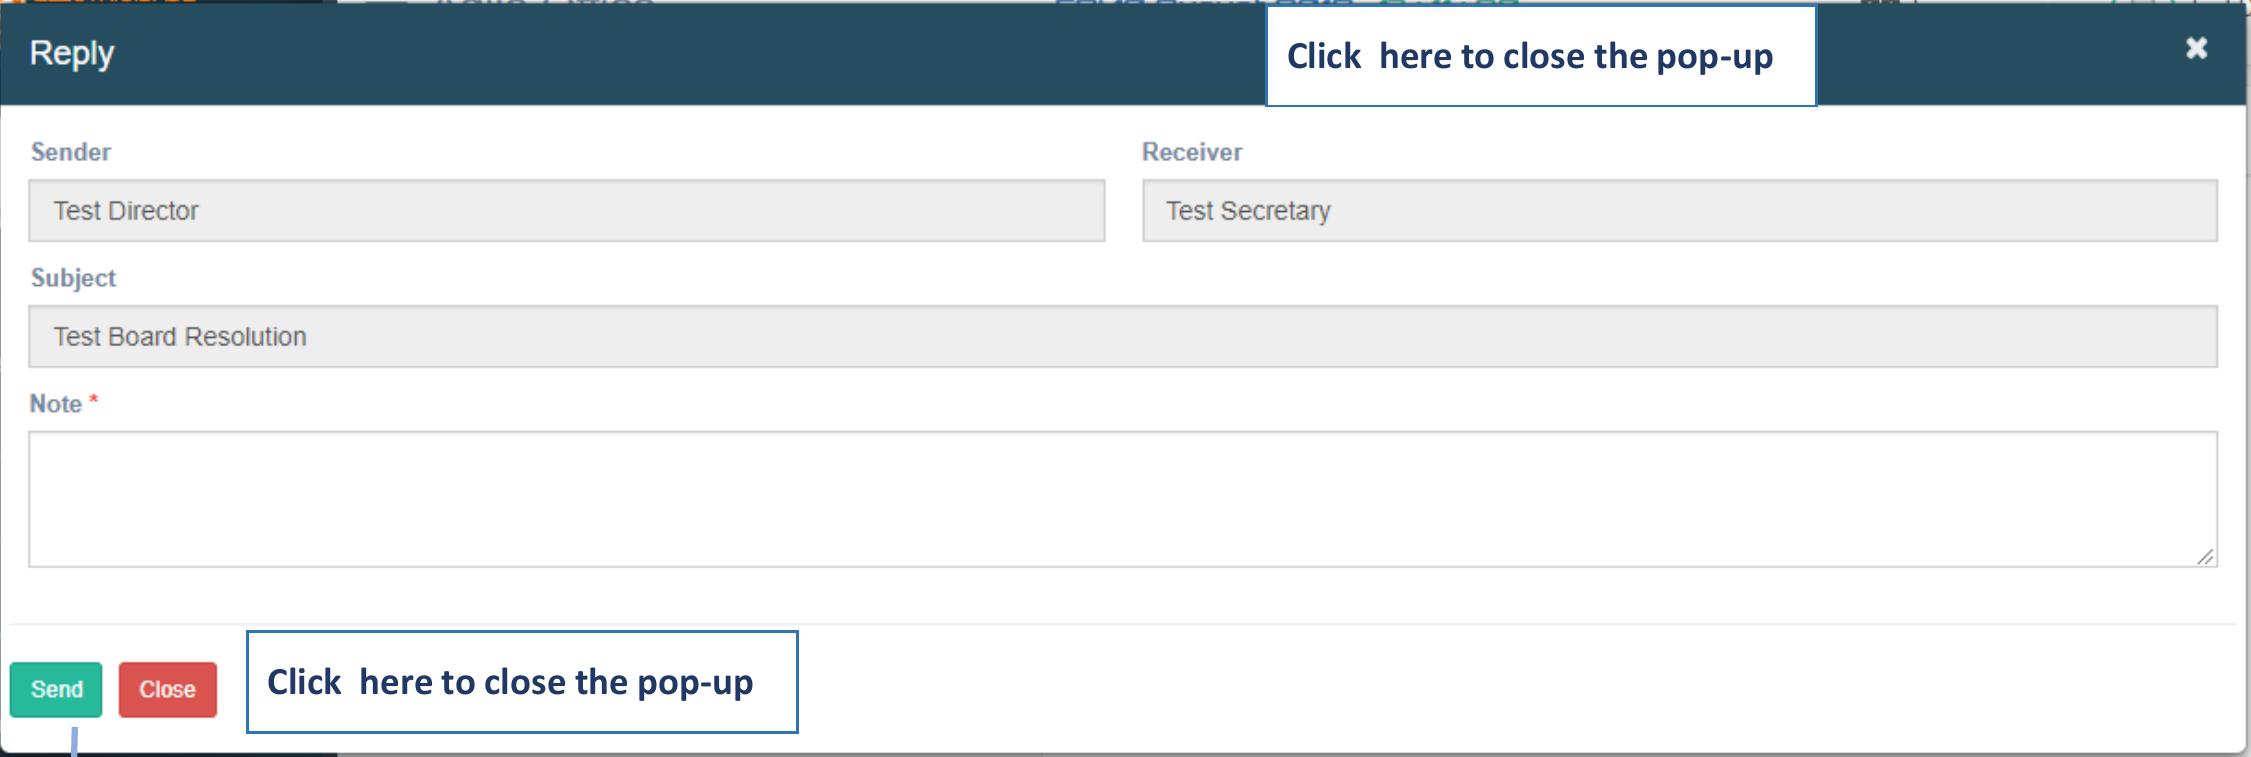 Reply
Click here to close the pop-up
Sender
Receiver
Test Director
Test Secretary
Subject
Test Board Resolution
Note *
Send
Close
Click here to close the pop-up